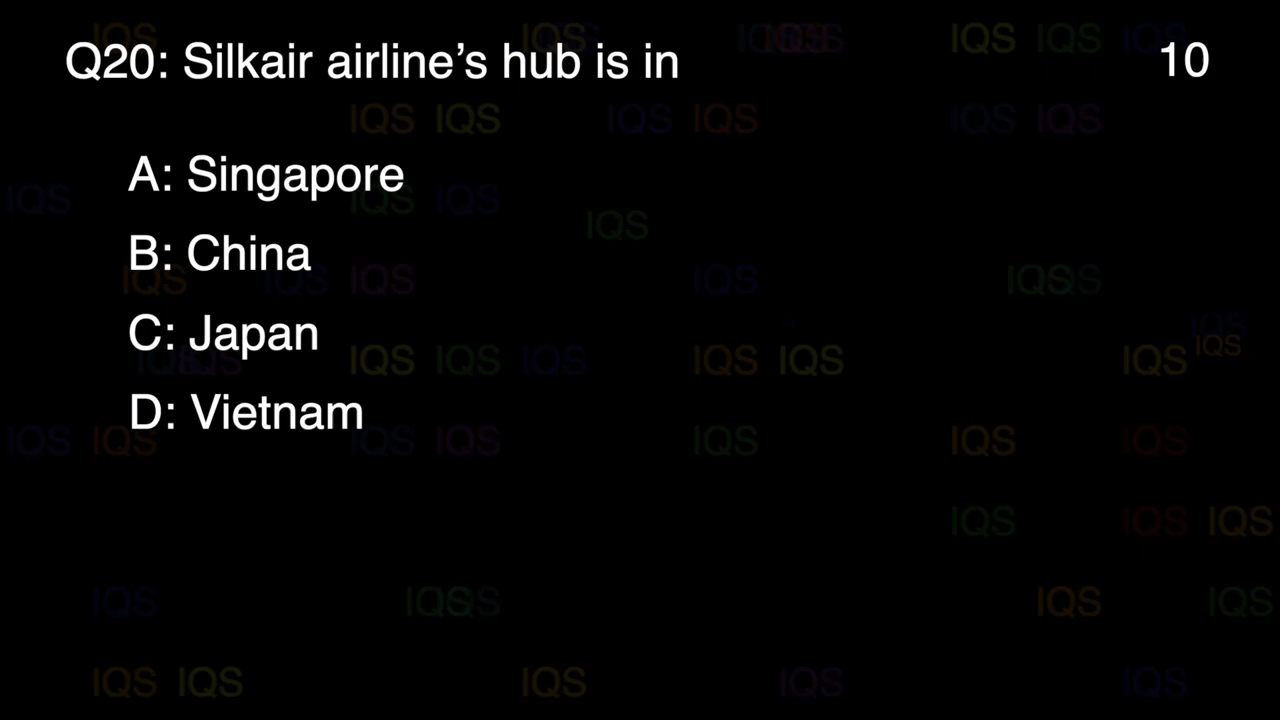 Q20: Silkair airline’s hub is in
10
A: Singapore
B: China
C: Japan
D: Vietnam